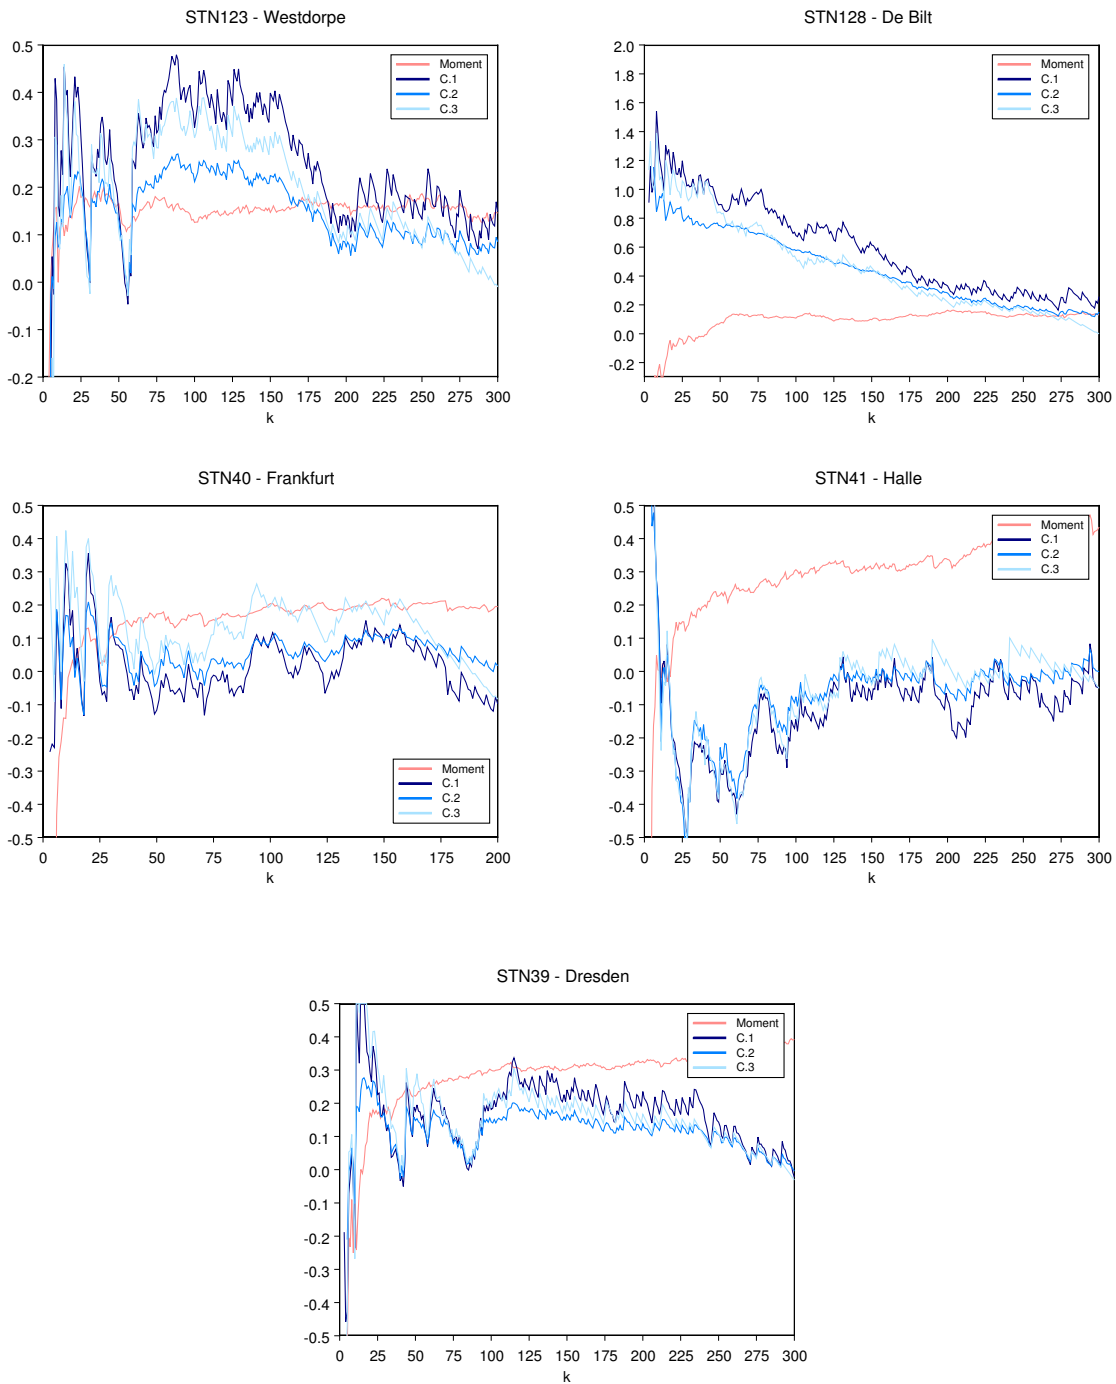 STN123 - Westdorpe
0.5
0.4
0.3
0.2
0.1
0.0
-0.1
-0.2
0 25 50 75 100 125 150 175 200 225 250 275 300
k
Moment
C.1
C.2
C.3
STN128 - De Bilt
2.0
1.8
1.6
1.4
1.2
1.0
0.8
0.6
0.4
0.2
0.0
-0.2
0 25 50 75 100 125 150 175 200 225 250 275 300
k
Moment
C.1
C.2
C.3
STN40 - Frankfurt
0.5
0.4
0.3
0.2
0.1
0.0
-0.1
-0.2
-0.3
-0.4
-0.5
0 25 50 75 100 125 150 175 200
k
Moment
C.1
C.2
C.3
STN41 - Halle
0.5
0.4
0.3
0.2
0.1
0.0
-0.1
-0.2
-0.3
-0.4
-0.5
0 25 50 75 100 125 150 175 200 225 250 275 300
k
Moment
C.1
C.2
C.3
STN39 - Dresden
0.5
0.4
0.3
0.2
0.1
0.0
-0.1
-0.2
-0.3
-0.4
-0.5
0 25 50 75 100 125 150 175 200 225 250 275 300
k
Moment
C.1
C.2
C.3